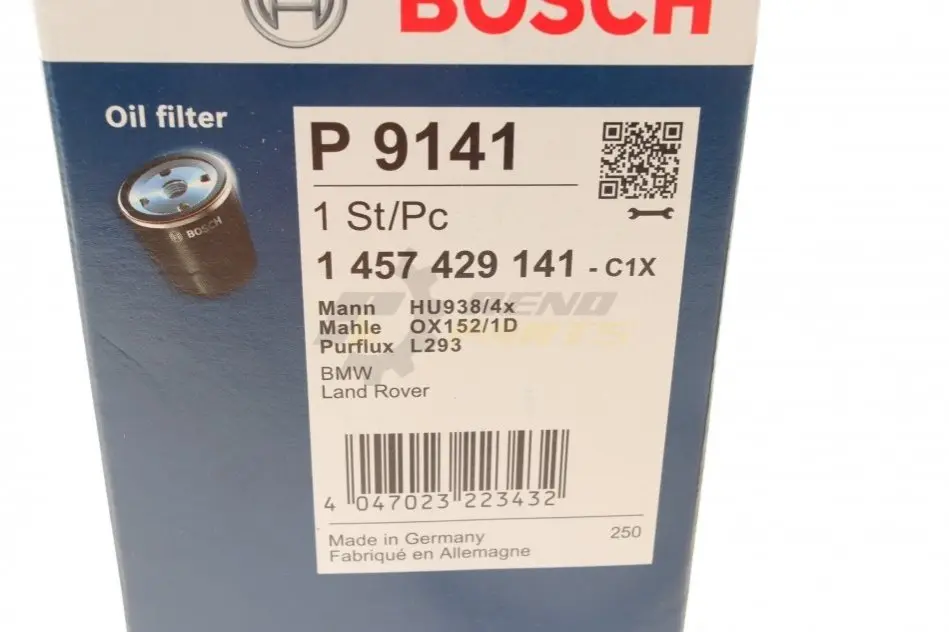 BOSCH
Oil filter
BOSCH
P 9141
1 St/Pc
1 457 429 141 - C1X
Mann HU938/4x
Mahle OX152/1D
Purflux L293
BMW
Land Rover
4 047023 223432
Made in Germany 250
Fabriqué en Allemagne